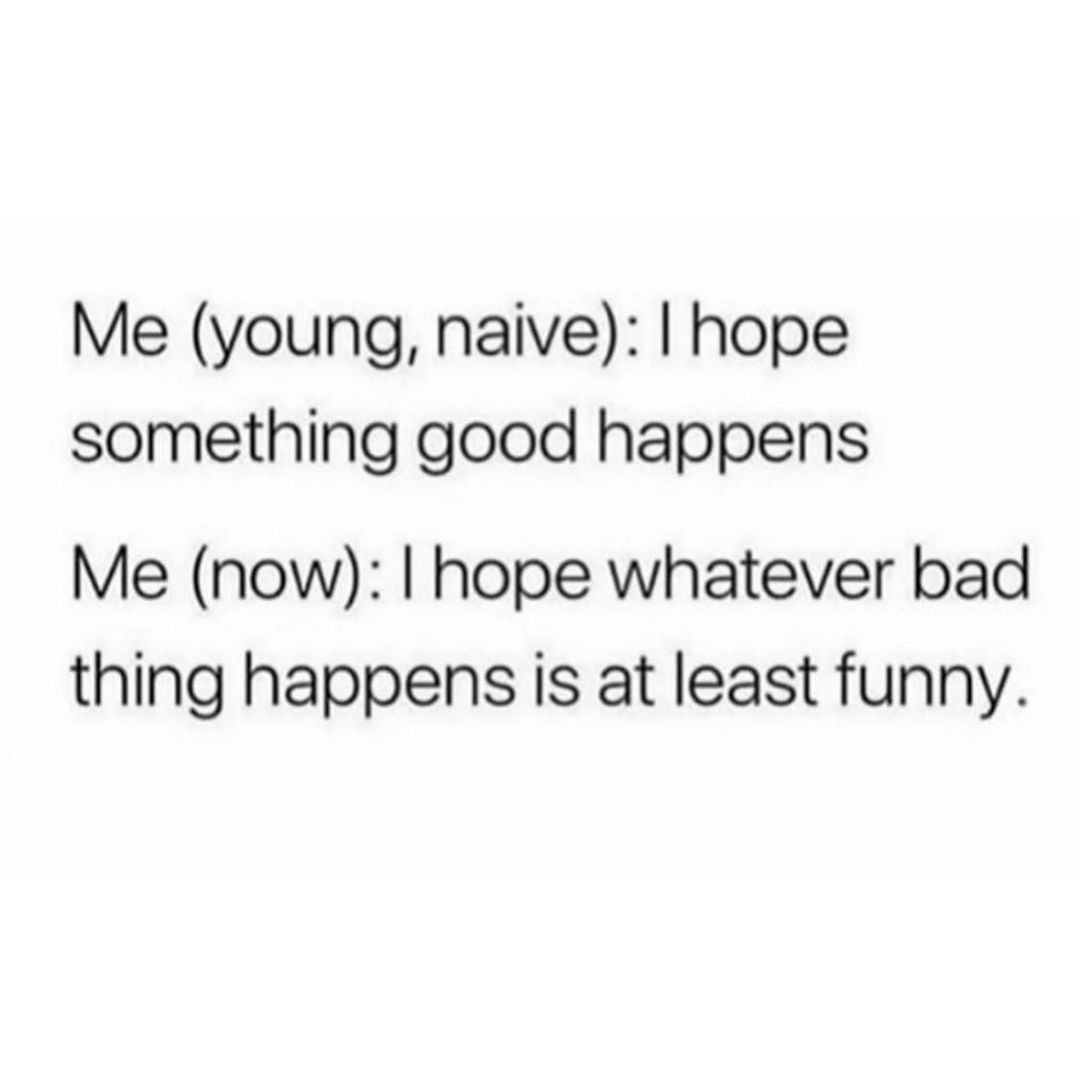 Me (young, naive): I hope
something good happens
Me (now): I hope whatever bad
thing happens is at least funny.